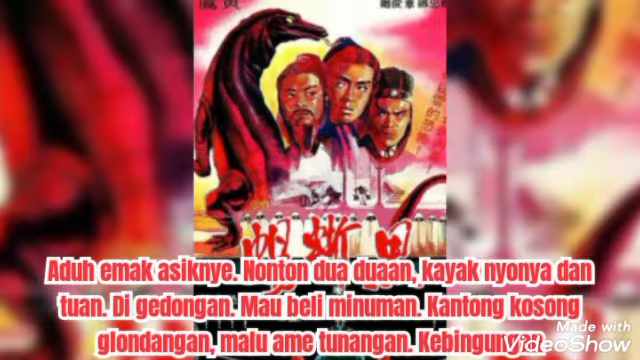 Aduh emak asiknye. Nonton dua duaan, kayak nyonya dan
tuan. Di gedongan. Mau beli minuman. Kantong kosong
glondangan, malu ame tunangan. Kebingungan
Made with
VideoShow